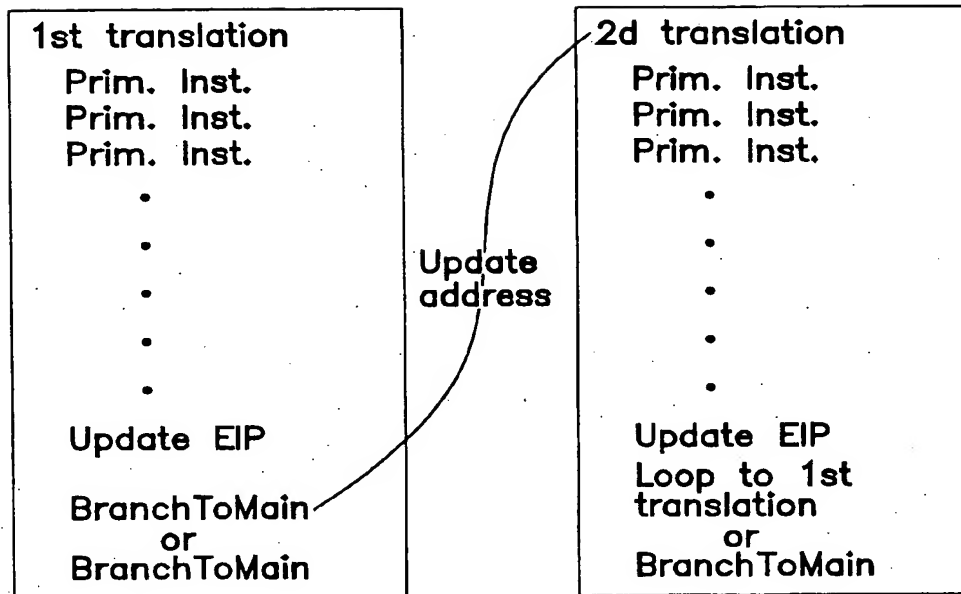 1st translation
Prim. Inst.
Prim. Inst.
Prim. Inst.
Update EIP
BranchToMain
or
BranchToMain
Update
address
2d translation
Prim. Inst.
Prim. Inst.
Prim. Inst.
Update EIP
Loop to 1st
translation
or
BranchToMain